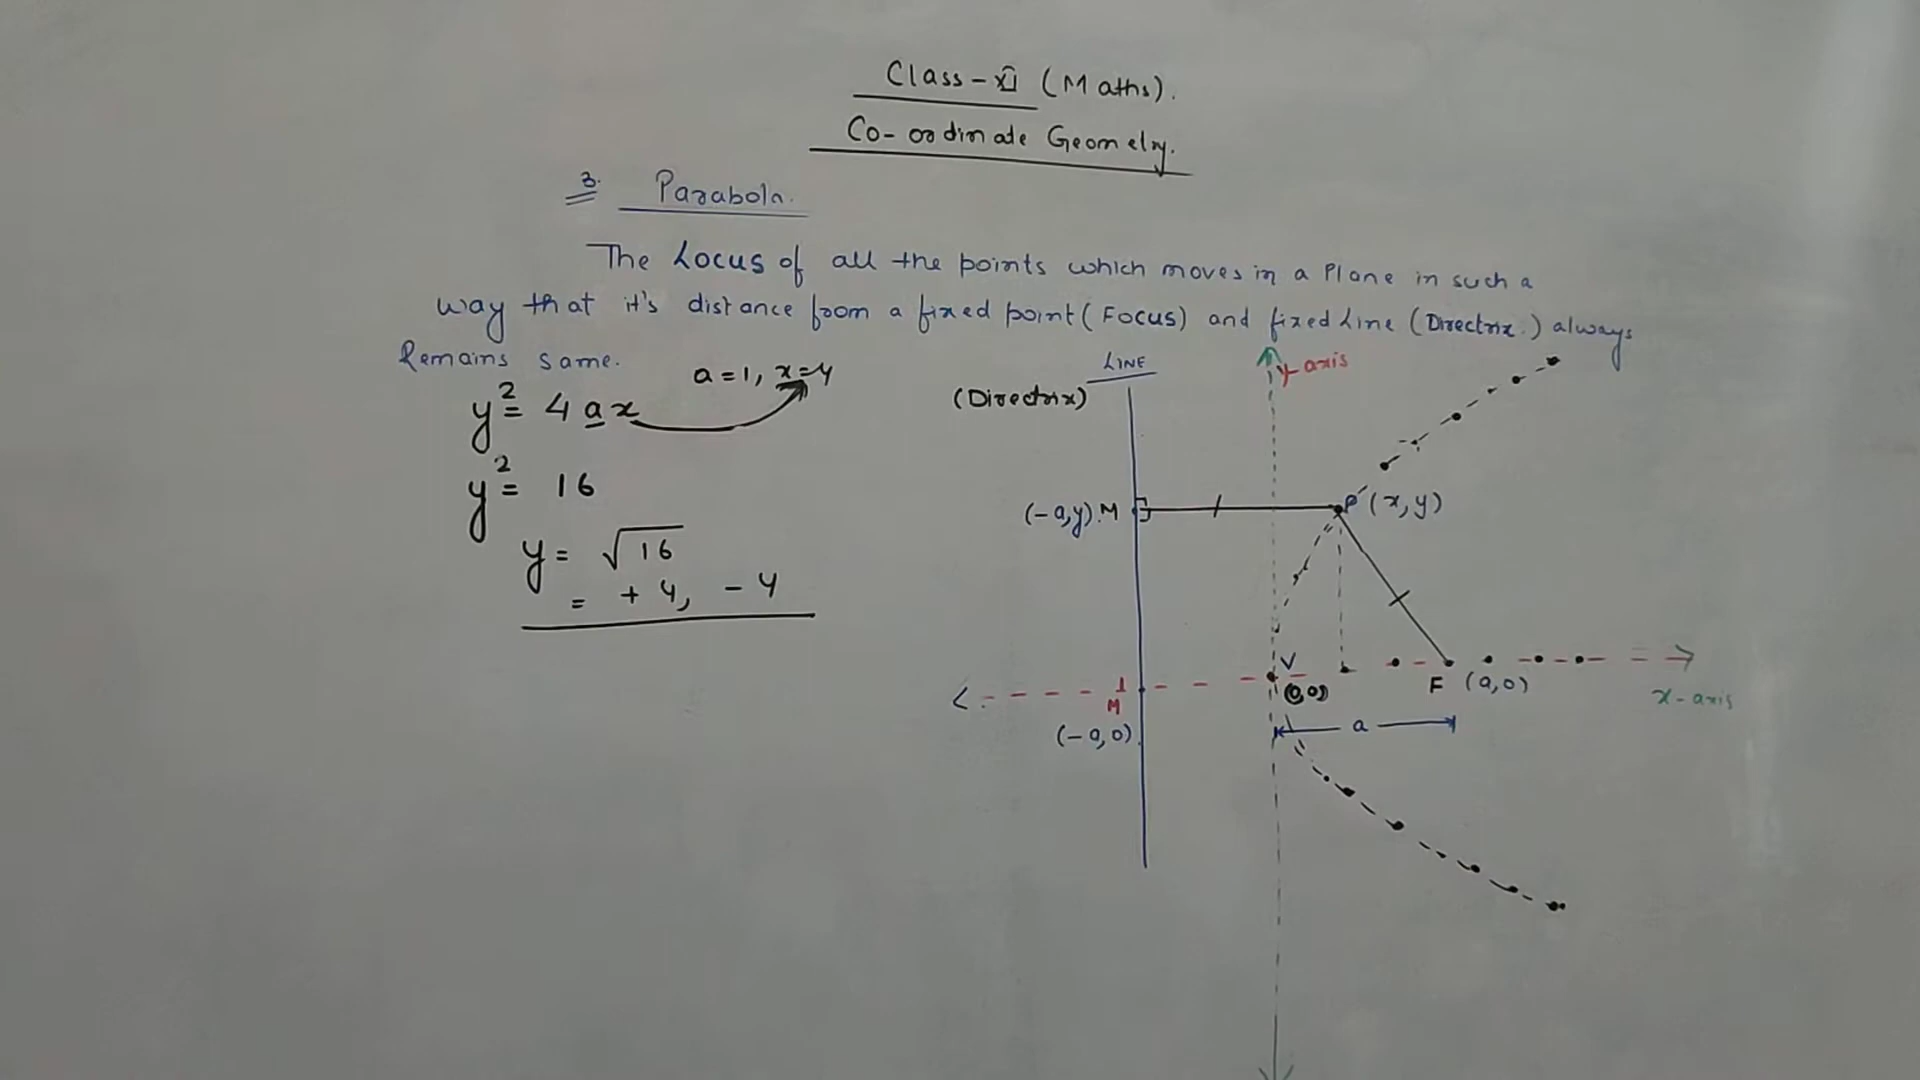 Class-XI (Maths).
Co-ordinate Geometry.
3. Parabola.
The Locus of all the points which moves in a Plane in such a
way that it's distance from a fixed point (Focus) and fixed Line (Directrix.) always
Remains same.
y² = 4ax
a=1, x=4
y² = 16
y = √16
= +4, -4
LINE
(Directrix)
y-axis
(-a,y). M
P (x,y)
V
(0,0)
F (a,0)
x-axis
M
(-a,0)
a